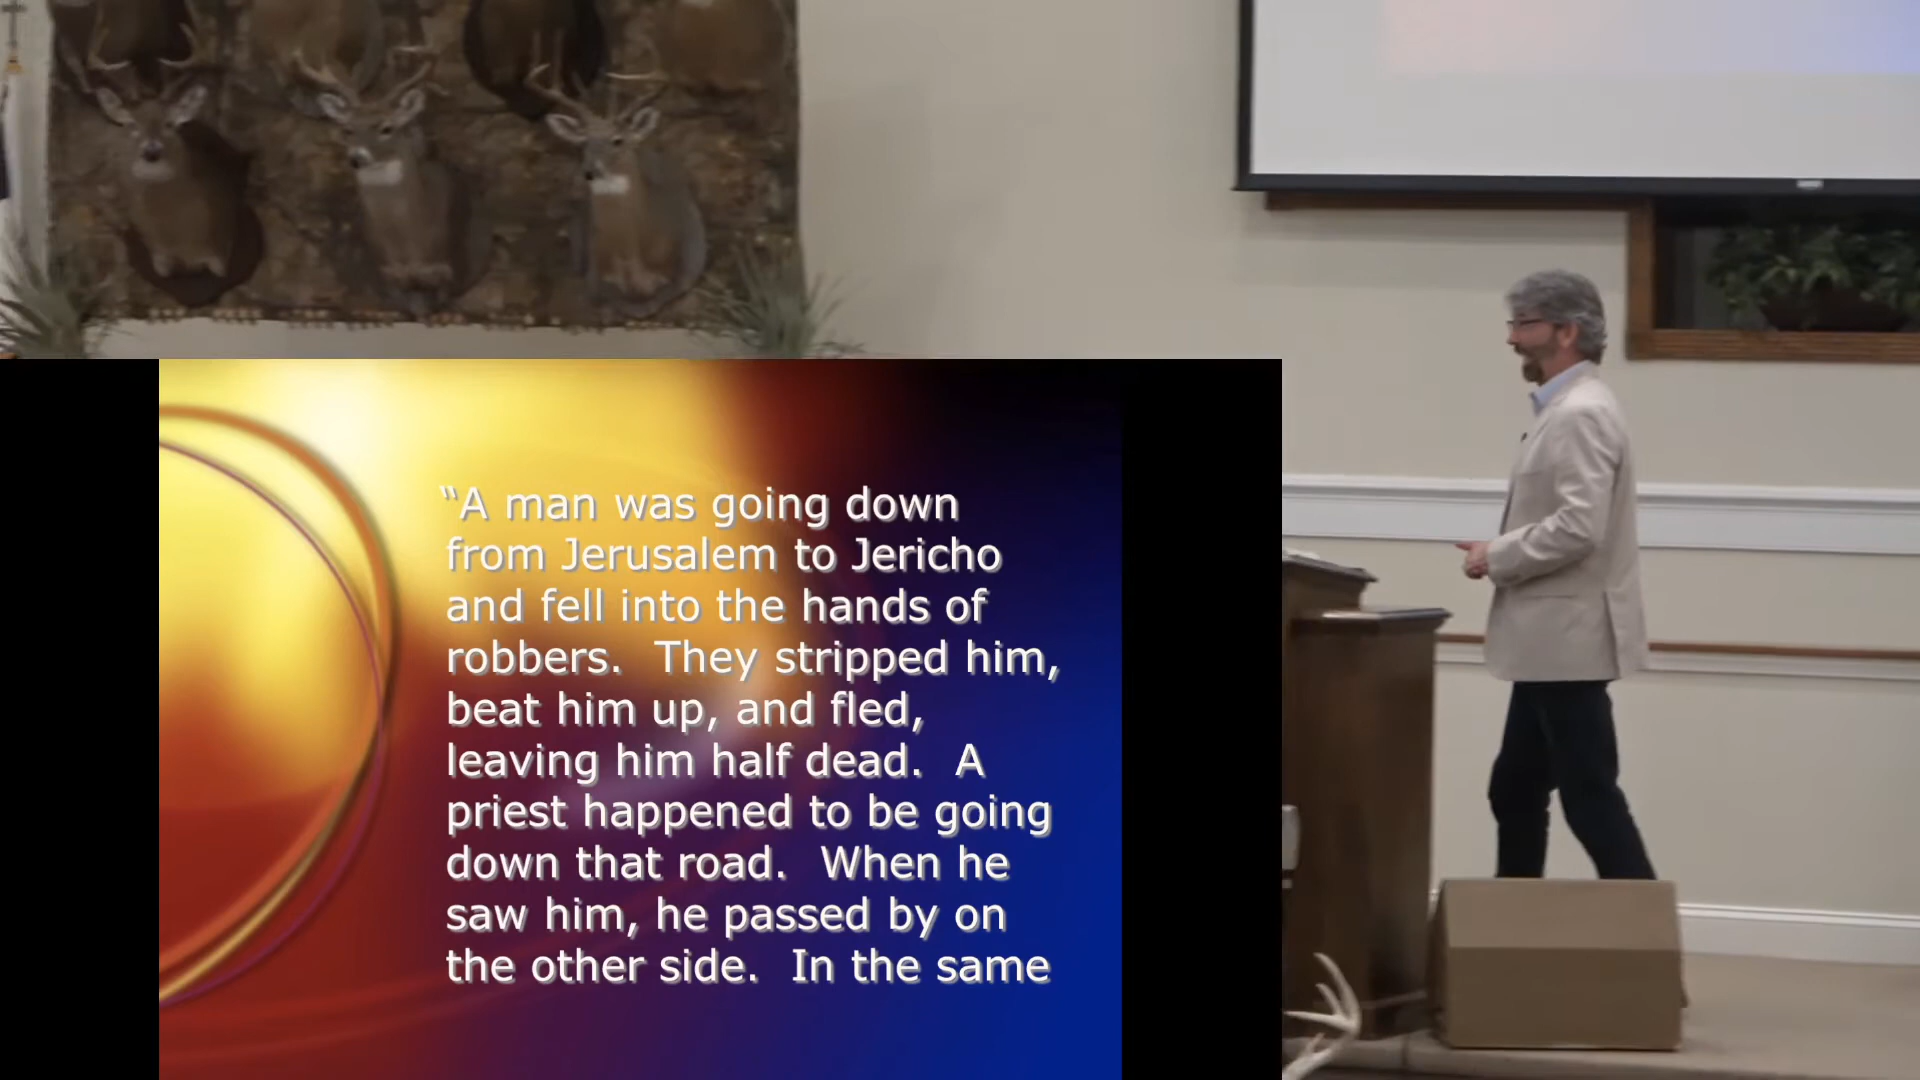 “A man was going down
from Jerusalem to Jericho
and fell into the hands of
robbers.  They stripped him,
beat him up, and fled,
leaving him half dead.  A
priest happened to be going
down that road.  When he
saw him, he passed by on
the other side.  In the same